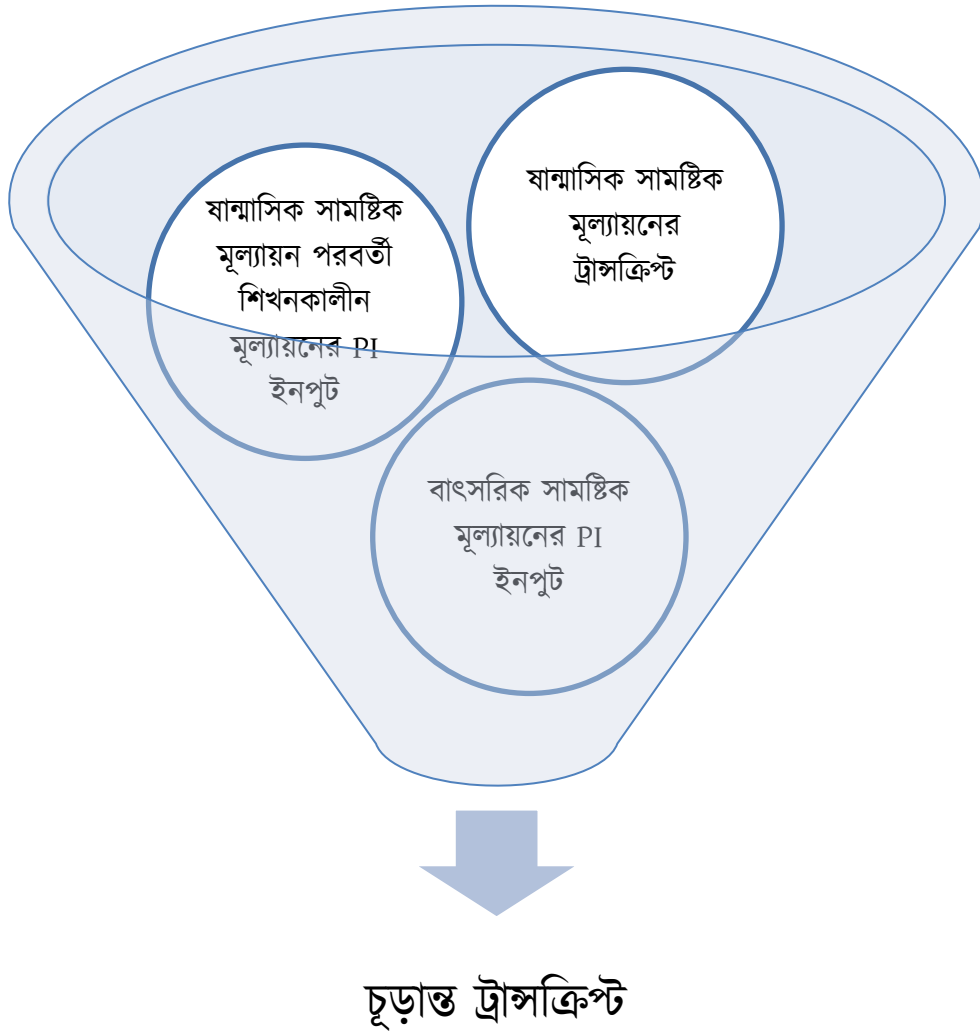 ষান্মাসিক সামষ্টিক
মূল্যায়ন পরবর্তী
শিখনকালীন
মূল্যায়নের PI
ইনপুট
ষান্মাসিক সামষ্টিক
মূল্যায়নের
ট্রান্সক্রিপ্ট
বাৎসরিক সামষ্টিক
মূল্যায়নের PI
ইনপুট
চূড়ান্ত ট্রান্সক্রিপ্ট